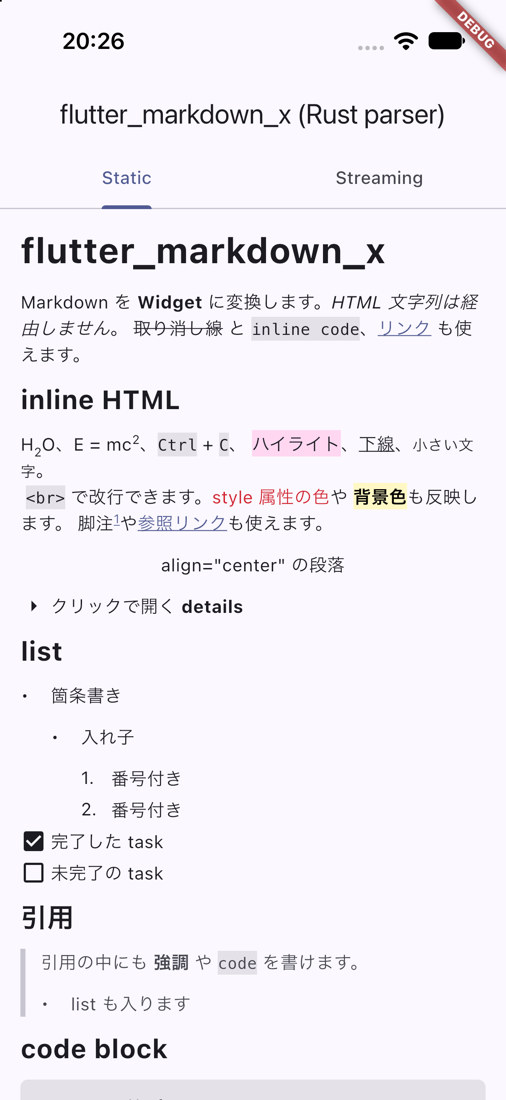 20:26
DEBUG
flutter_markdown_x (Rust parser)
Static
Streaming
flutter_markdown_x
Markdown を Widget に変換します。HTML 文字列は経
由しません。 取り消し線 と inline code、リンク も使
えます。
inline HTML
H2O、E = mc2、Ctrl + C、 ハイライト、下線、小さい文
字。
<br> で改行できます。style 属性の色や 背景色も反映し
ます。 脚注1や参照リンクも使えます。
align="center" の段落
クリックで開く details
list
• 箇条書き
• 入れ子
1. 番号付き
2. 番号付き
完了した task
未完了の task
引用
引用の中にも 強調 や code を書けます。
• list も入ります
code block